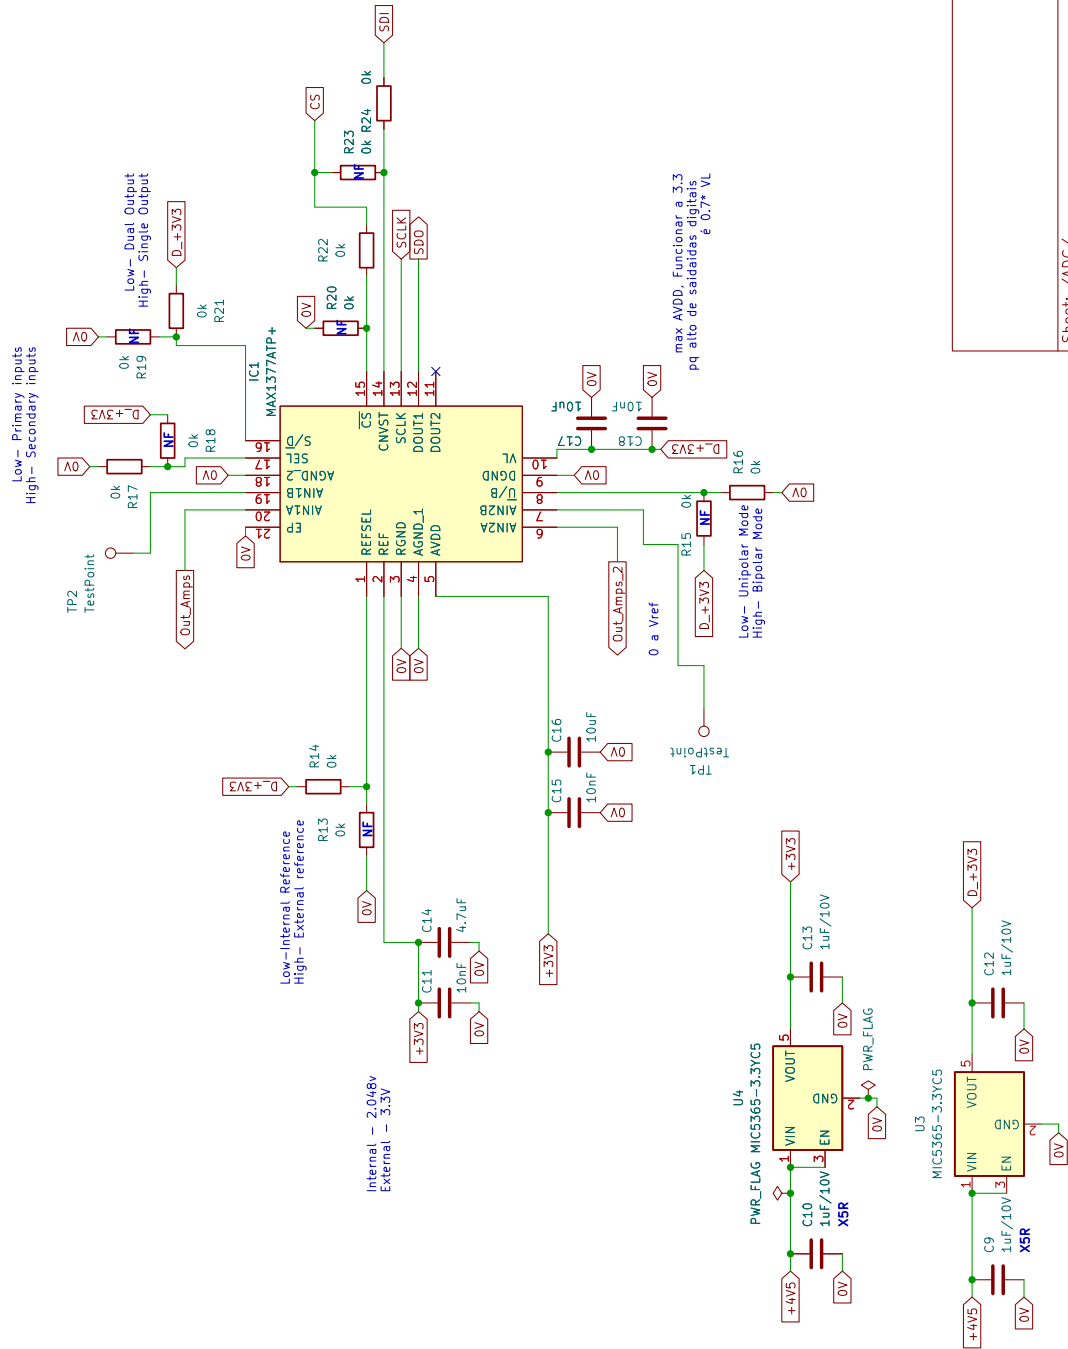 SDI
0k
R24
CS
R23
0k
NF
Low- Dual Output
High- Single Output
D_+3V3
0k
R21
R22
0k
SCLK
SDO
max AVDD, Funcionar a 3.3
pq alto de saidaidas digitais
é 0.7* VL
0V
R20
0k
NF
0V
NF
0k
R19
Low- Primary inputs
High- Secondary inputs
IC1
MAX1377ATP+
D_+3V3
NF
0k
R18
0V
0k
R17
0V
15
14
13
12
11
CS
CNVST
SCLK
DOUT1
DOUT2
16
17
18
19
20
21
S/D
SEL
AGND_2
AIN1B
AIN1A
EP
10
9
8
7
6
VL
DGND
U/B
AIN2B
AIN2A
REFSEL
REF
RGND
AGND_1
AVDD
1
2
3
4
5
0V
0V
10uF
10nF
C17
C18
D_+3V3
0V
R16
0k
0V
R15
0k
NF
D_+3V3
Low- Unipolar Mode
High- Bipolar Mode
TP2
TestPoint
0V
Out_Amps
Out_Amps_2
0 a Vref
0V
0V
TestPoint
TP1
C16
10uF
0V
C15
10nF
0V
D_+3V3
R14
0k
R13
0k
NF
0V
Low-Internal Reference
High- External reference
C14
4.7uF
0V
C11
10nF
0V
+3V3
+3V3
Internal - 2.048v
External - 3.3V
+3V3
C13
1uF/10V
0V
PWR_FLAG
U4
MIC5365-3.3YC5
5
VOUT
GND
2
VIN
EN
1
3
0V
PWR_FLAG
C10
1uF/10V
X5R
+4V5
0V
D_+3V3
C12
1uF/10V
0V
U3
MIC5365-3.3YC5
5
VOUT
GND
2
VIN
EN
1
3
0V
C9
1uF/10V
X5R
+4V5
0V
Sheet: /ADC/